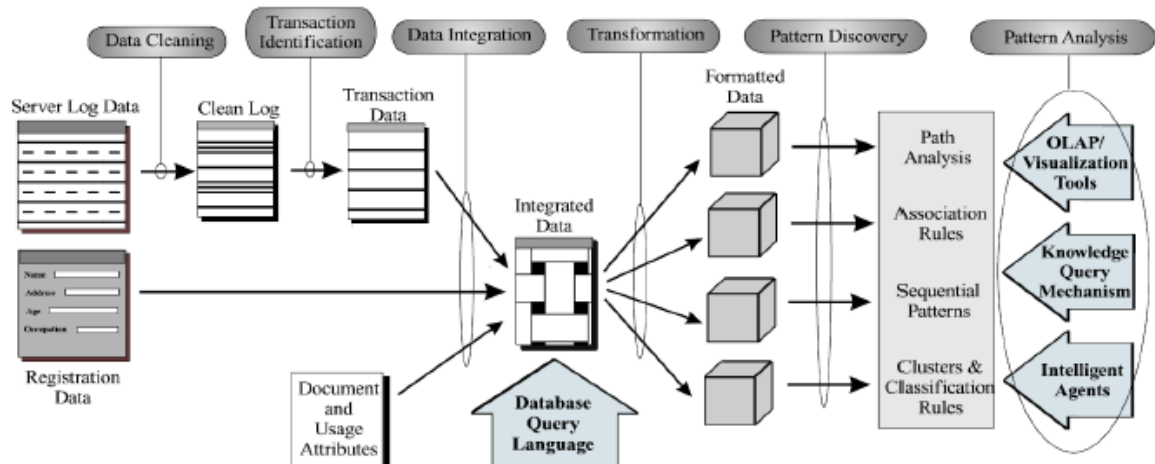 Data Cleaning
Transaction
Identification
Data Integration
Transformation
Pattern Discovery
Pattern Analysis
Server Log Data
Clean Log
Transaction
Data
Formatted
Data
Path
Analysis
OLAP/
Visualization
Tools
Integrated
Data
Association
Rules
Name
Address
Age
Occupation
Knowledge
Query
Mechanism
Sequential
Patterns
Registration
Data
Document
and
Usage
Attributes
Database
Query
Language
Clusters &
Classification
Rules
Intelligent
Agents